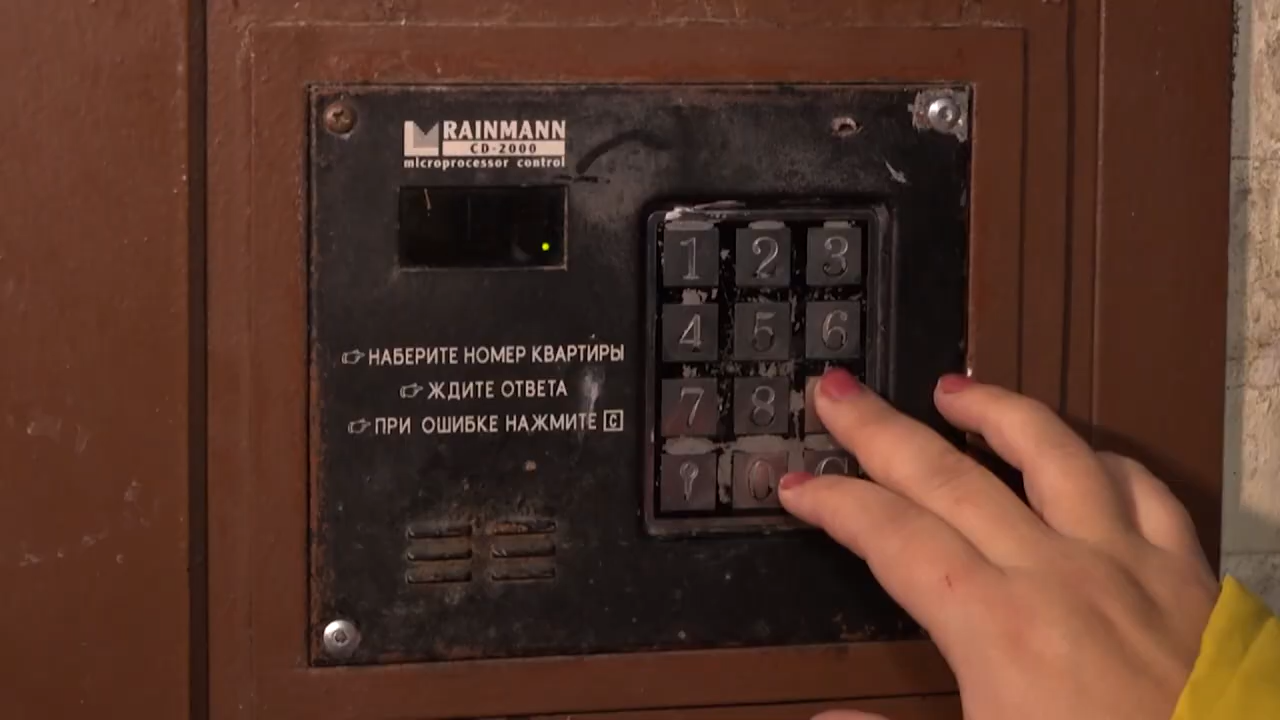 RAINMANN
CD-2000
microprocessor control
НАБЕРИТЕ НОМЕР КВАРТИРЫ
ЖДИТЕ ОТВЕТА
ПРИ ОШИБКЕ НАЖМИТЕ C
1 2 3
4 5 6
7 8
0 C